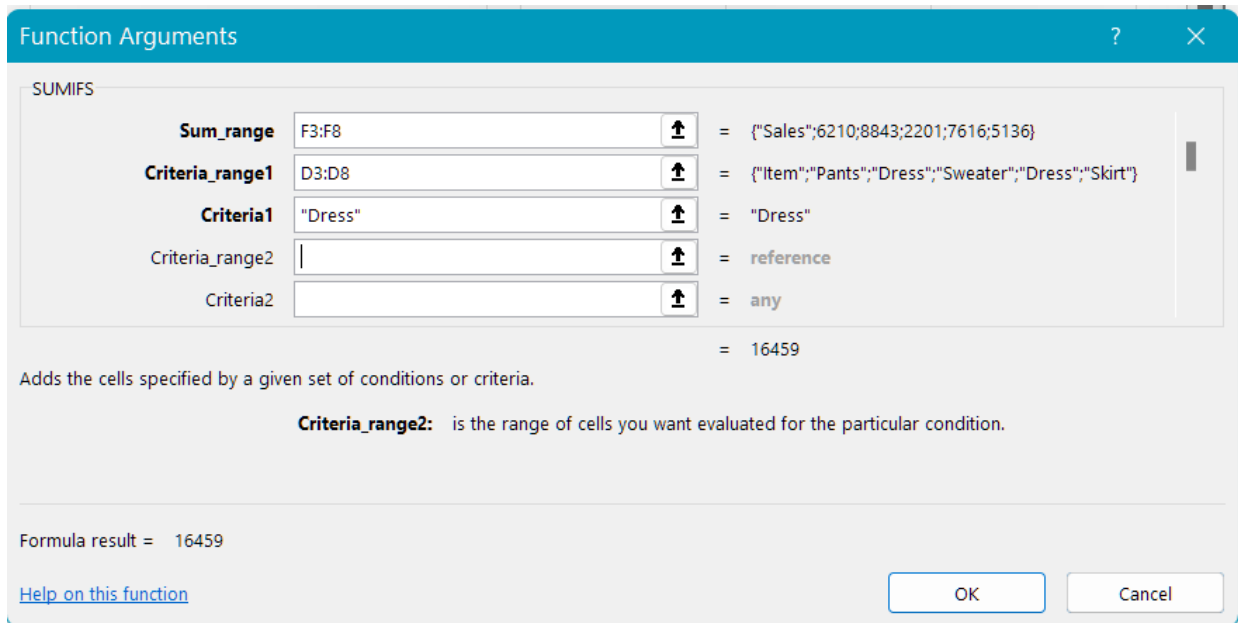 Function Arguments ? ×
SUMIFS
Sum_range F3:F8 = {"Sales";6210;8843;2201;7616;5136}
Criteria_range1 D3:D8 = {"Item";"Pants";"Dress";"Sweater";"Dress";"Skirt"}
Criteria1 "Dress" = "Dress"
Criteria_range2 = reference
Criteria2 = any
= 16459
Adds the cells specified by a given set of conditions or criteria.
Criteria_range2: is the range of cells you want evaluated for the particular condition.
Formula result = 16459
Help on this function OK Cancel